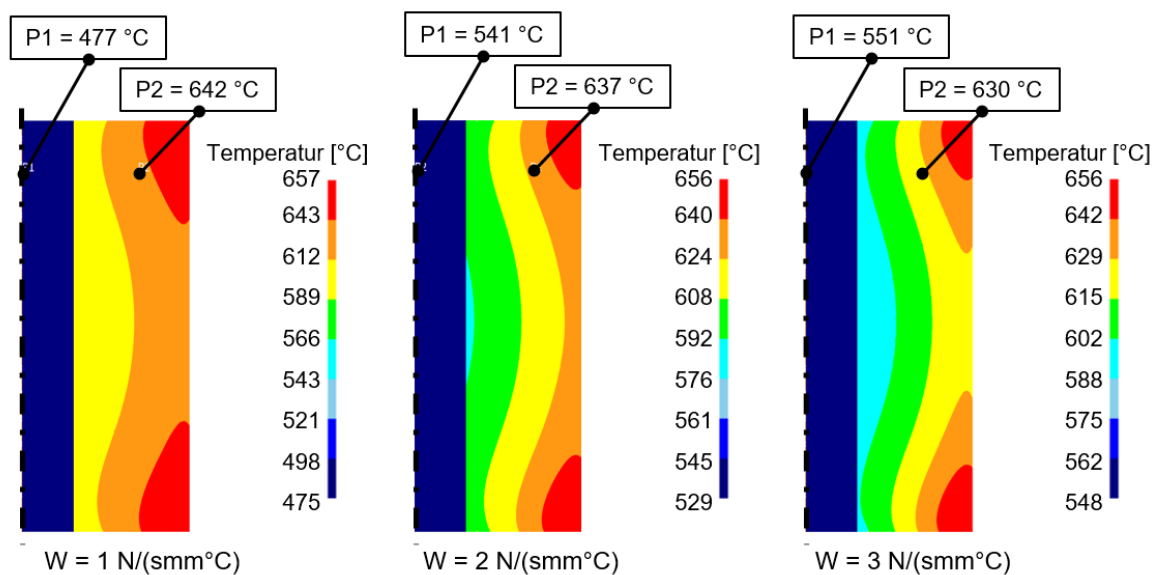 P1 = 477 °C
P2 = 642 °C
Temperatur [°C]
657
643
612
589
566
543
521
498
475
W = 1 N/(smm°C)
P1 = 541 °C
P2 = 637 °C
Temperatur [°C]
656
640
624
608
592
576
561
545
529
W = 2 N/(smm°C)
P1 = 551 °C
P2 = 630 °C
Temperatur [°C]
656
642
629
615
602
588
575
562
548
W = 3 N/(smm°C)